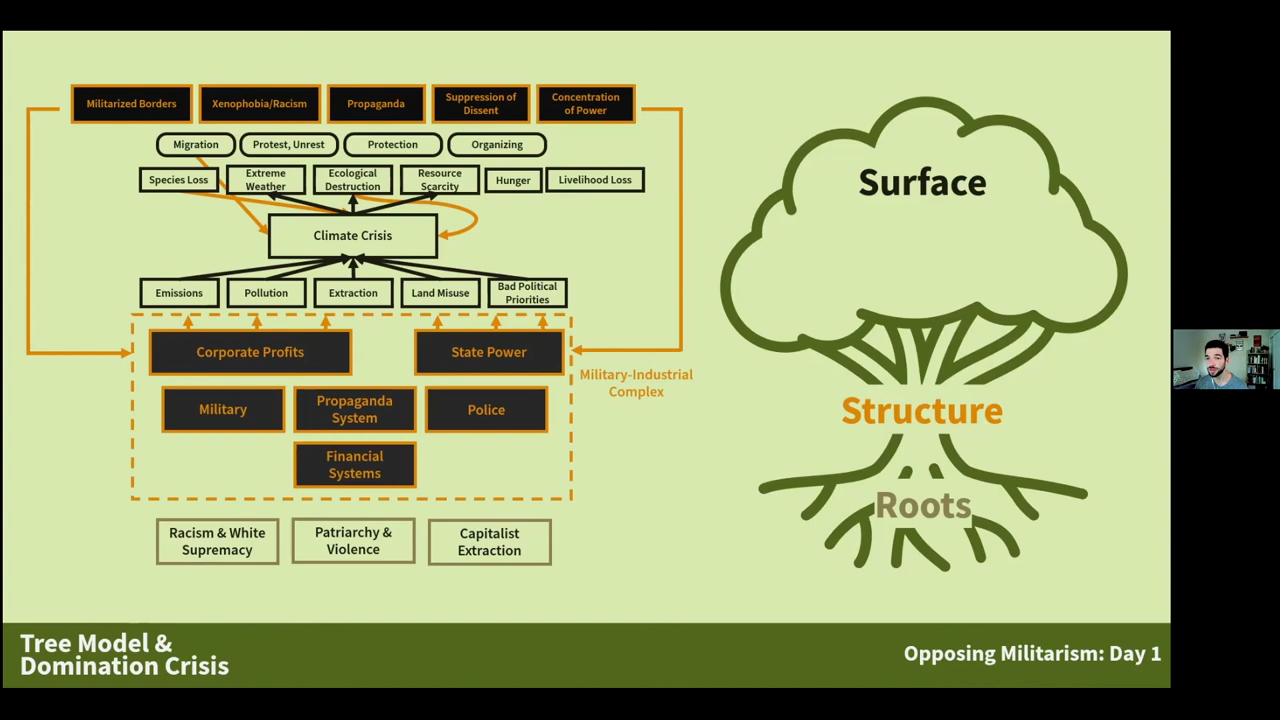 Militarized Borders
Xenophobia/Racism
Propaganda
Suppression of
Dissent
Concentration
of Power
Migration
Protest, Unrest
Protection
Organizing
Species Loss
Extreme
Weather
Ecological
Destruction
Resource
Scarcity
Hunger
Livelihood Loss
Climate Crisis
Emissions
Pollution
Extraction
Land Misuse
Bad Political
Priorities
Corporate Profits
State Power
Military-Industrial
Complex
Military
Propaganda
System
Police
Financial
Systems
Racism & White
Supremacy
Patriarchy &
Violence
Capitalist
Extraction
Surface
Structure
Roots
Tree Model &
Domination Crisis
Opposing Militarism: Day 1